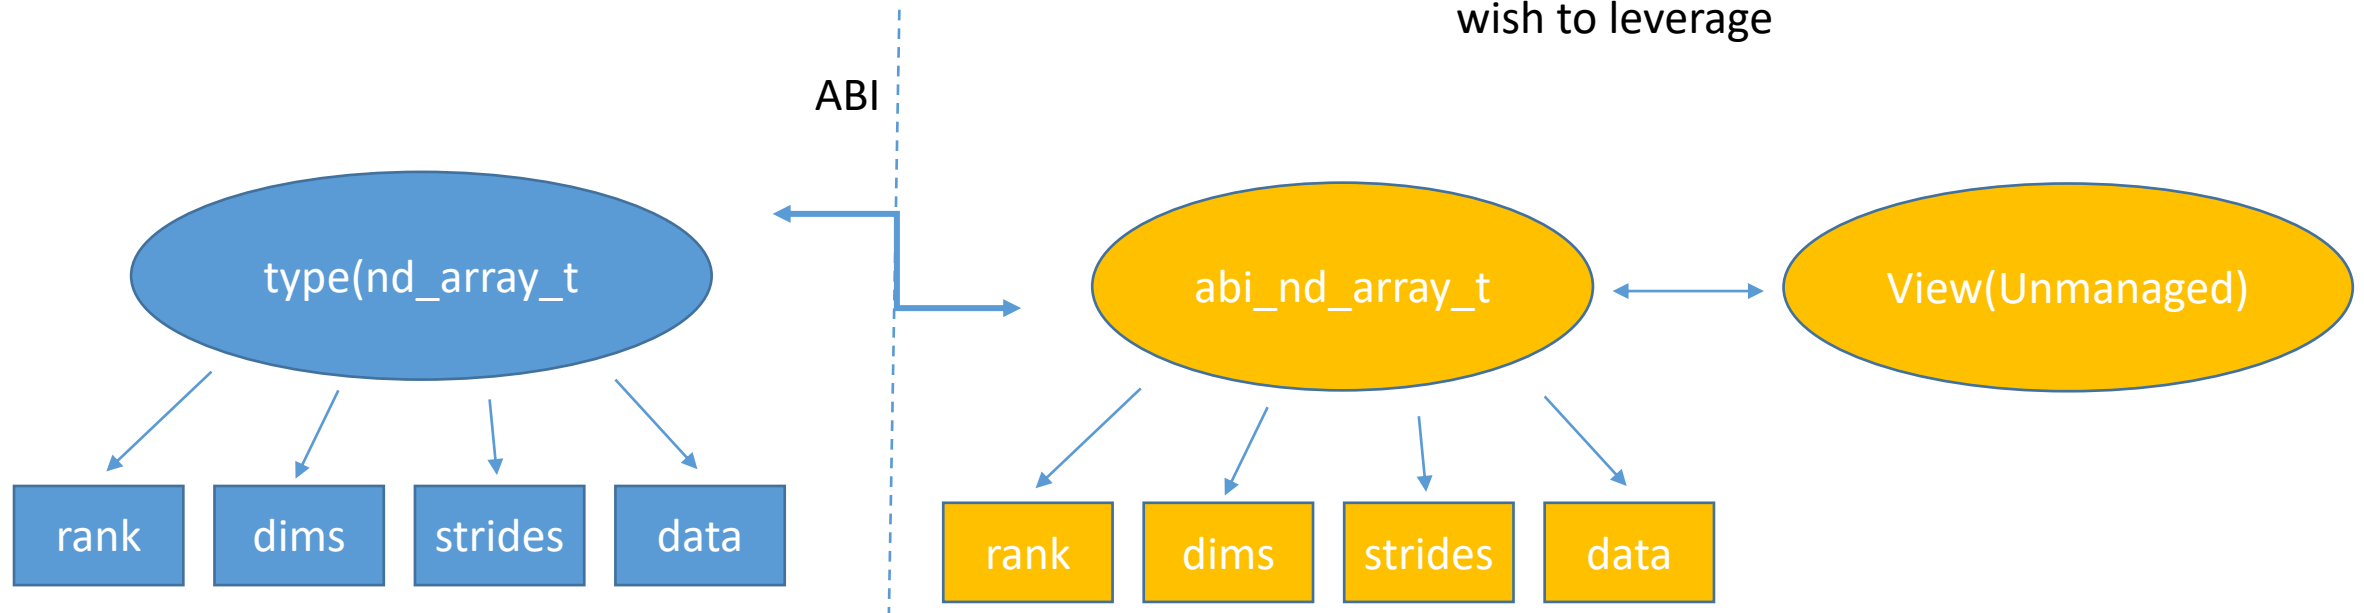 wish to leverage
ABI
type(nd_array_t
abi_nd_array_t
View(Unmanaged)
rank
dims
strides
data
rank
dims
strides
data